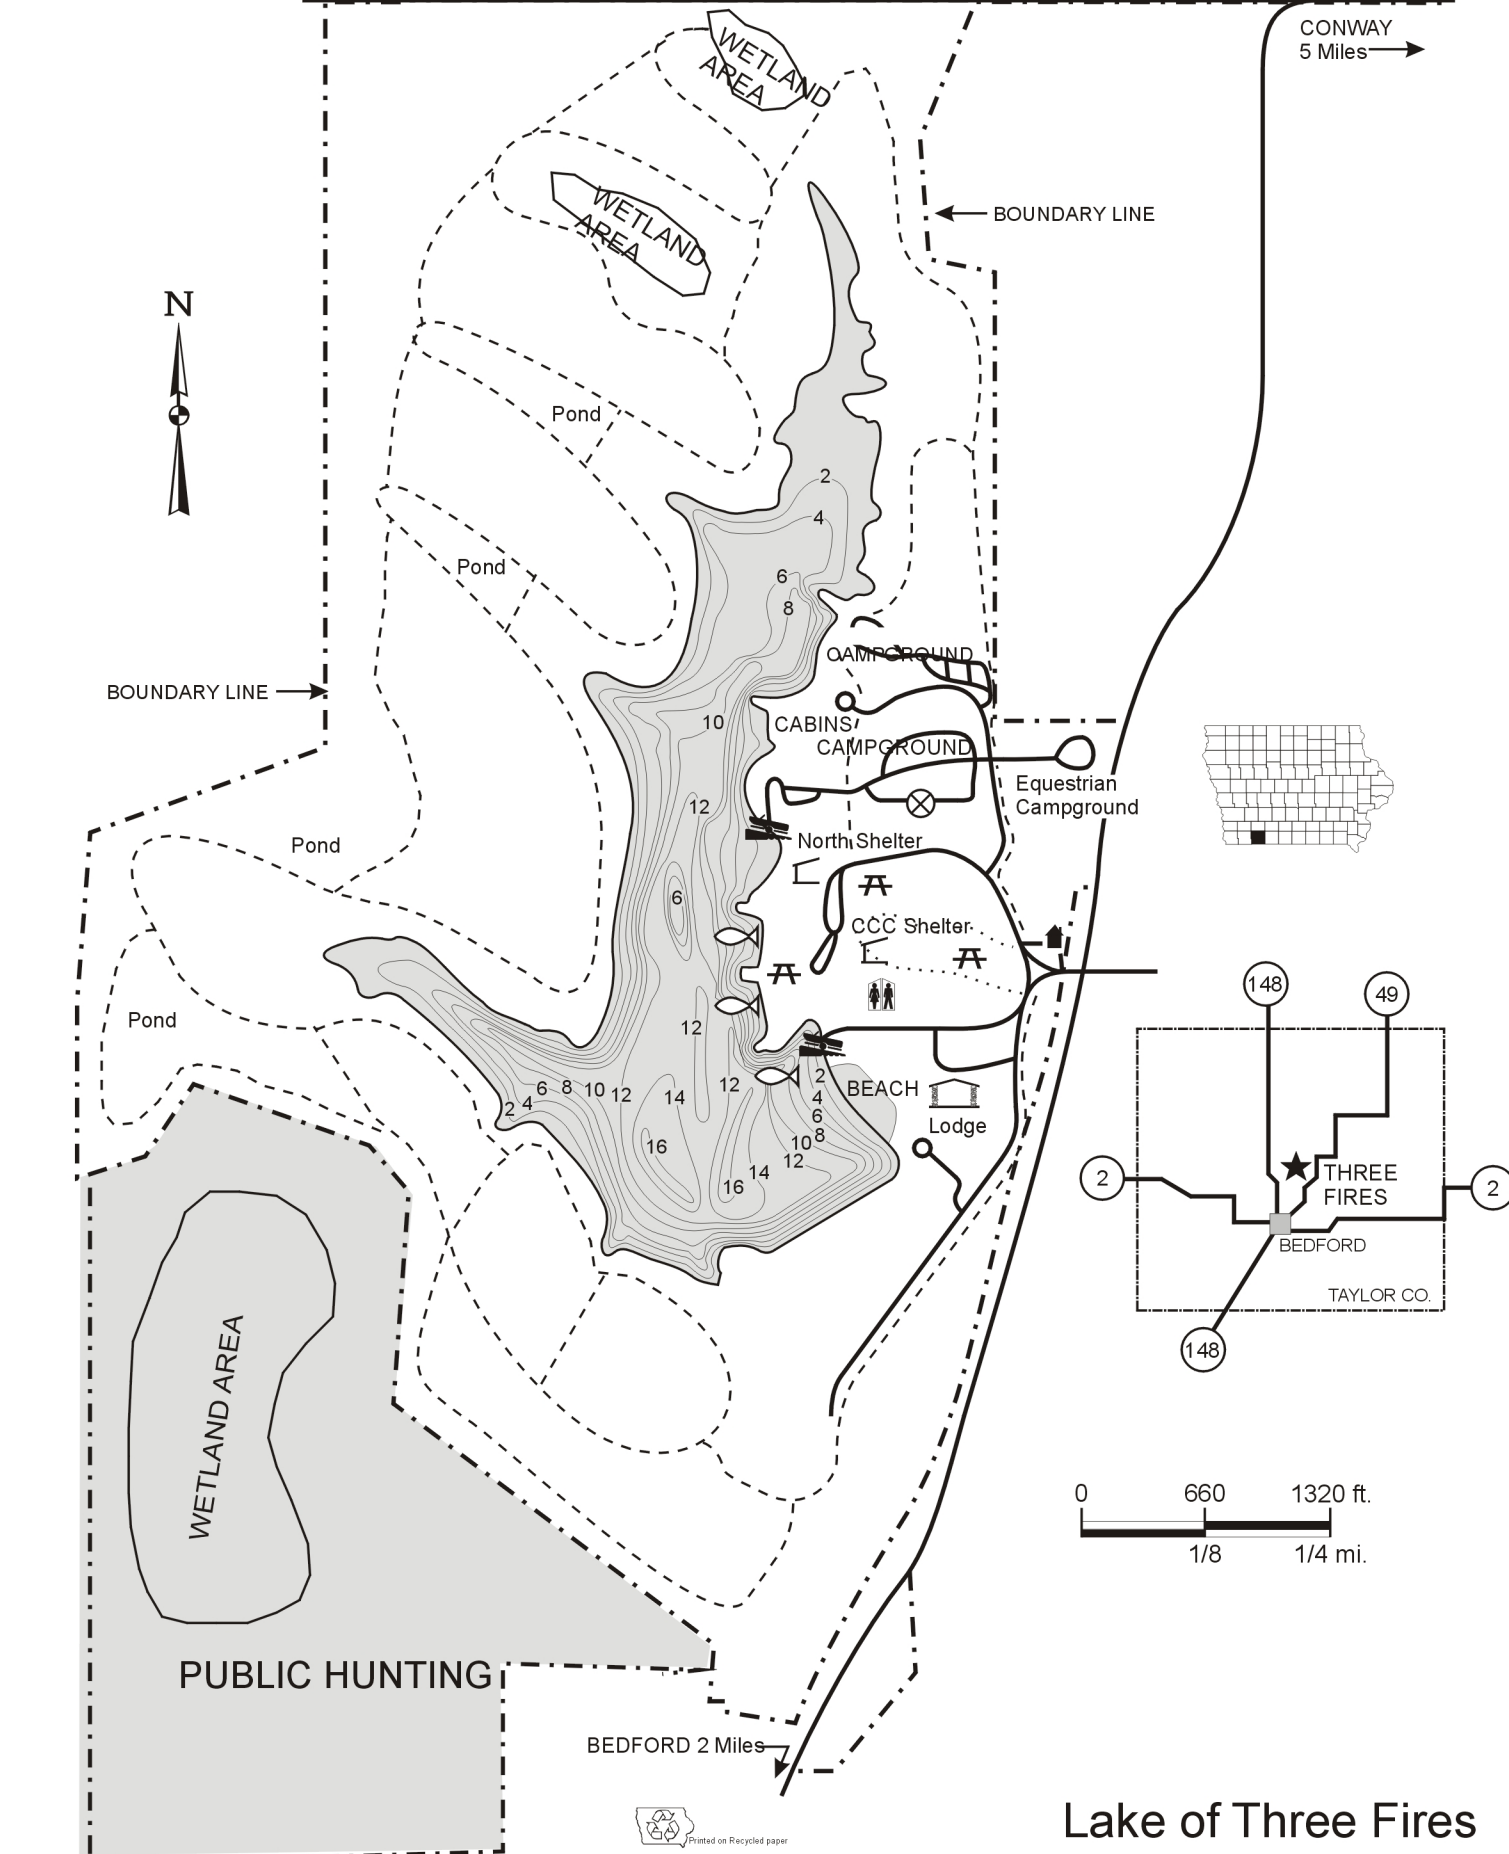 CONWAY
5 Miles
WETLAND
AREA
WETLAND
AREA
BOUNDARY LINE
N
Pond
2
4
Pond
6
8
CAMPGROUND
BOUNDARY LINE
10
CABINS
CAMPGROUND
Equestrian
Campground
12
North Shelter
Pond
6
CCC Shelter
148
49
Pond
12
2
BEACH
2 4 6 8 10 12 14 12
4
6
Lodge
8
10
16
12
14
16
2
THREE
FIRES
2
BEDFORD
TAYLOR CO.
148
WETLAND AREA
0 660 1320 ft.
1/8 1/4 mi.
PUBLIC HUNTING
BEDFORD 2 Miles
Printed on Recycled paper
Lake of Three Fires